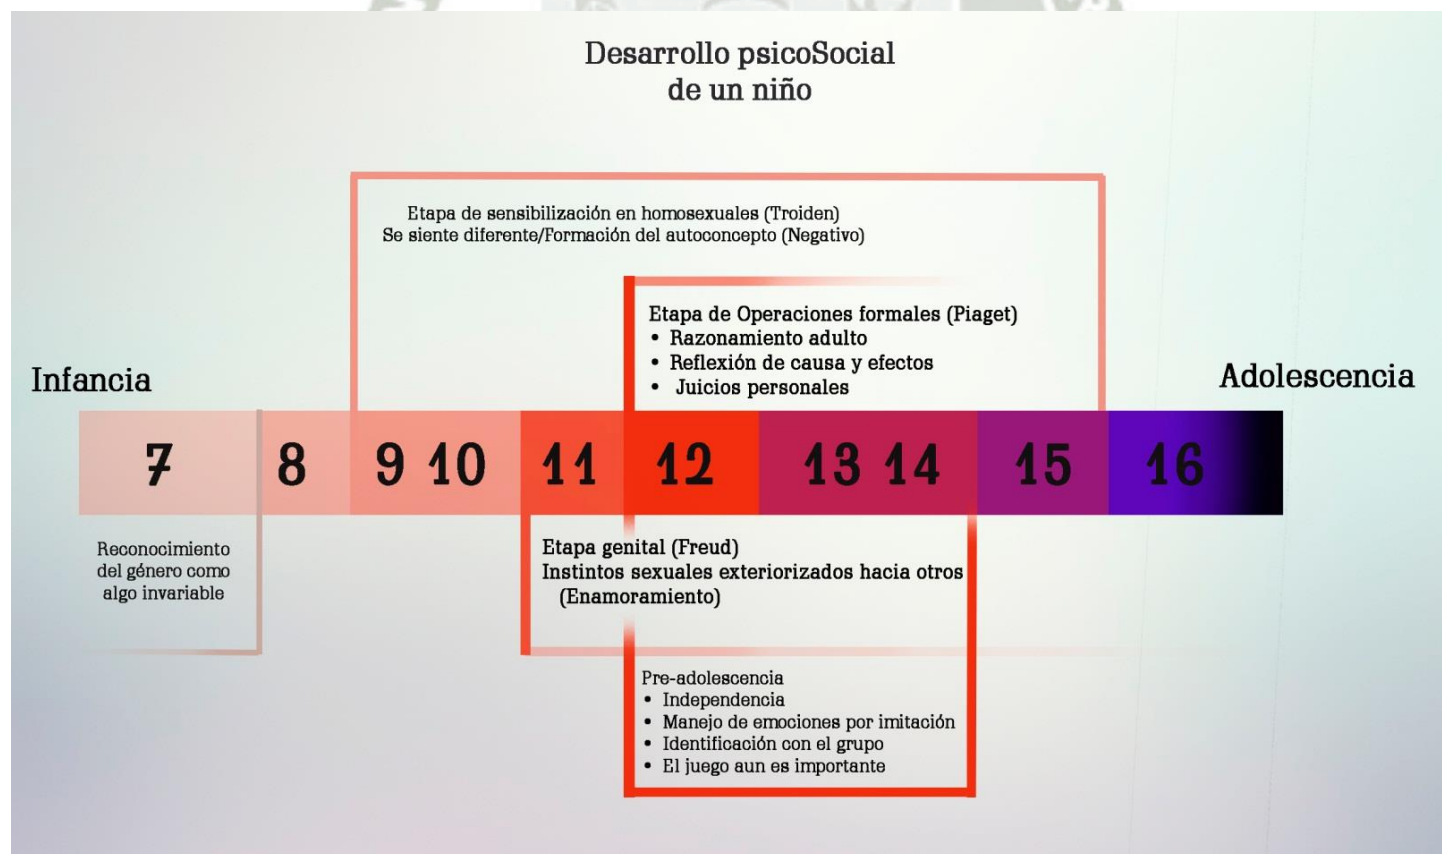 Desarrollo psicoSocial
de un niño
Etapa de sensibilización en homosexuales (Troiden)
Se siente diferente/Formación del autoconcepto (Negativo)
Etapa de Operaciones formales (Piaget)
• Razonamiento adulto
• Reflexión de causa y efectos
• Juicios personales
Infancia
Adolescencia
7 8 9 10 11 12 13 14 15 16
Reconocimiento
del género como
algo invariable
Etapa genital (Freud)
Instintos sexuales exteriorizados hacia otros
(Enamoramiento)
Pre-adolescencia
• Independencia
• Manejo de emociones por imitación
• Identificación con el grupo
• El juego aun es importante